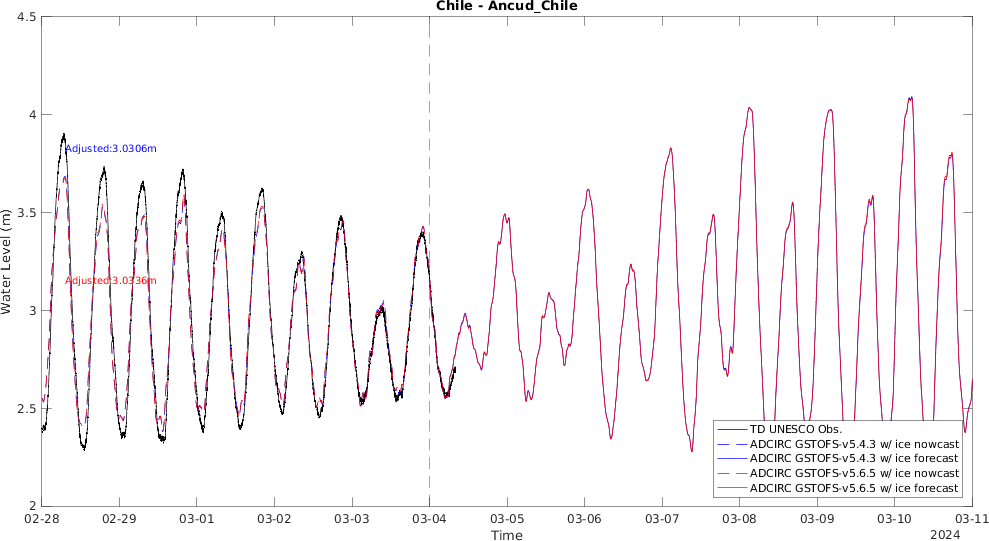 Chile - Ancud_Chile
4.5
4
3.5
3
2.5
2
Water Level (m)
Adjusted:3.0306m
Adjusted:3.0336m
TD UNESCO Obs.
ADCIRC GSTOFS-v5.4.3 w/ ice nowcast
ADCIRC GSTOFS-v5.4.3 w/ ice forecast
ADCIRC GSTOFS-v5.6.5 w/ ice nowcast
ADCIRC GSTOFS-v5.6.5 w/ ice forecast
02-28 02-29 03-01 03-02 03-03 03-04 03-05 03-06 03-07 03-08 03-09 03-10 03-11
Time
2024